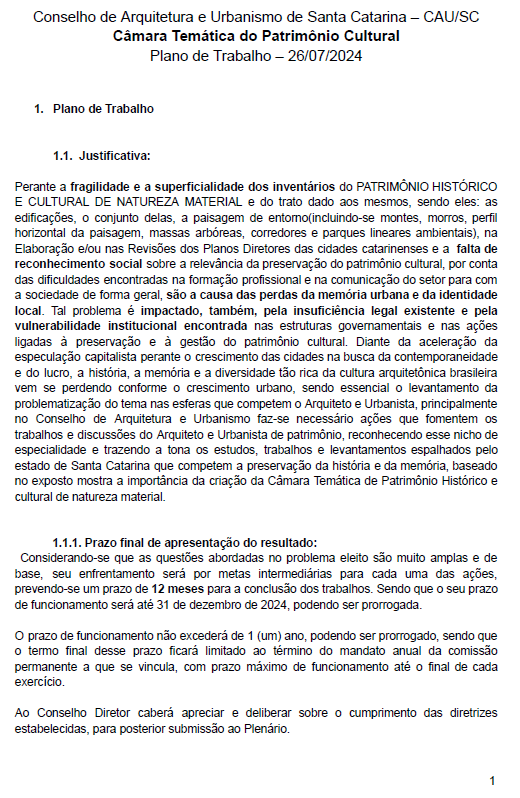 Conselho de Arquitetura e Urbanismo de Santa Catarina – CAU/SC
Câmara Temática do Patrimônio Cultural
Plano de Trabalho – 26/07/2024
1. Plano de Trabalho
1.1. Justificativa:
Perante a fragilidade e a superficialidade dos inventários do PATRIMÔNIO HISTÓRICO
E CULTURAL DE NATUREZA MATERIAL e do trato dado aos mesmos, sendo eles: as
edificações, o conjunto delas, a paisagem de entorno(incluindo-se montes, morros, perfil
horizontal da paisagem, massas arbóreas, corredores e parques lineares ambientais), na
Elaboração e/ou nas Revisões dos Planos Diretores das cidades catarinenses e a falta de
reconhecimento social sobre a relevância da preservação do patrimônio cultural, por conta
das dificuldades encontradas na formação profissional e na comunicação do setor para com
a sociedade de forma geral, são a causa das perdas da memória urbana e da identidade
local. Tal problema é impactado, também, pela insuficiência legal existente e pela
vulnerabilidade institucional encontrada nas estruturas governamentais e nas ações
ligadas à preservação e à gestão do patrimônio cultural. Diante da aceleração da
especulação capitalista perante o crescimento das cidades na busca da contemporaneidade
e do lucro, a história, a memória e a diversidade tão rica da cultura arquitetônica brasileira
vem se perdendo conforme o crescimento urbano, sendo essencial o levantamento da
problematização do tema nas esferas que competem o Arquiteto e Urbanista, principalmente
no Conselho de Arquitetura e Urbanismo faz-se necessário ações que fomentem os
trabalhos e discussões do Arquiteto e Urbanista de patrimônio, reconhecendo esse nicho de
especialidade e trazendo a tona os estudos, trabalhos e levantamentos espalhados pelo
estado de Santa Catarina que competem a preservação da história e da memória, baseado
no exposto mostra a importância da criação da Câmara Temática de Patrimônio Histórico e
cultural de natureza material.
1.1.1. Prazo final de apresentação do resultado:
Considerando-se que as questões abordadas no problema eleito são muito amplas e de
base, seu enfrentamento será por metas intermediárias para cada uma das ações,
prevendo-se um prazo de 12 meses para a conclusão dos trabalhos. Sendo que o seu prazo
de funcionamento será até 31 de dezembro de 2024, podendo ser prorrogada.
O prazo de funcionamento não excederá de 1 (um) ano, podendo ser prorrogado, sendo que
o termo final desse prazo ficará limitado ao término do mandato anual da comissão
permanente a que se vincula, com prazo máximo de funcionamento até o final de cada
exercício.
Ao Conselho Diretor caberá apreciar e deliberar sobre o cumprimento das diretrizes
estabelecidas, para posterior submissão ao Plenário.
1